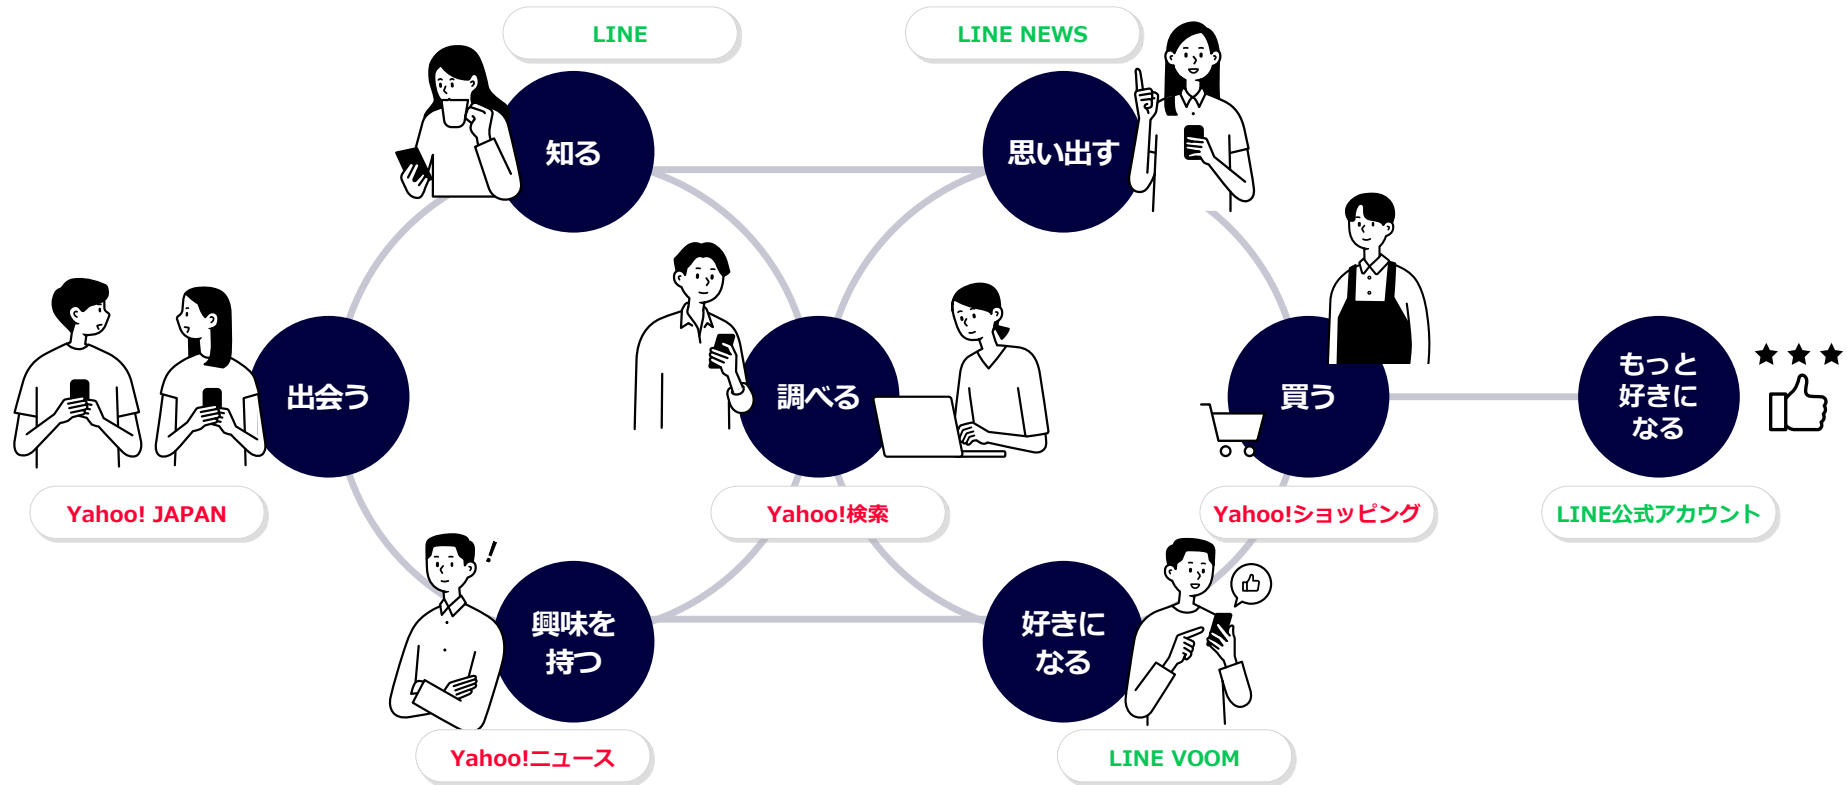 LINE
LINE NEWS
知る
思い出す
出会う
調べる
買う
もっと
好きに
なる
Yahoo! JAPAN
Yahoo!検索
Yahoo!ショッピング
LINE公式アカウント
!
興味を
持つ
好きに
なる
Yahoo!ニュース
LINE VOOM